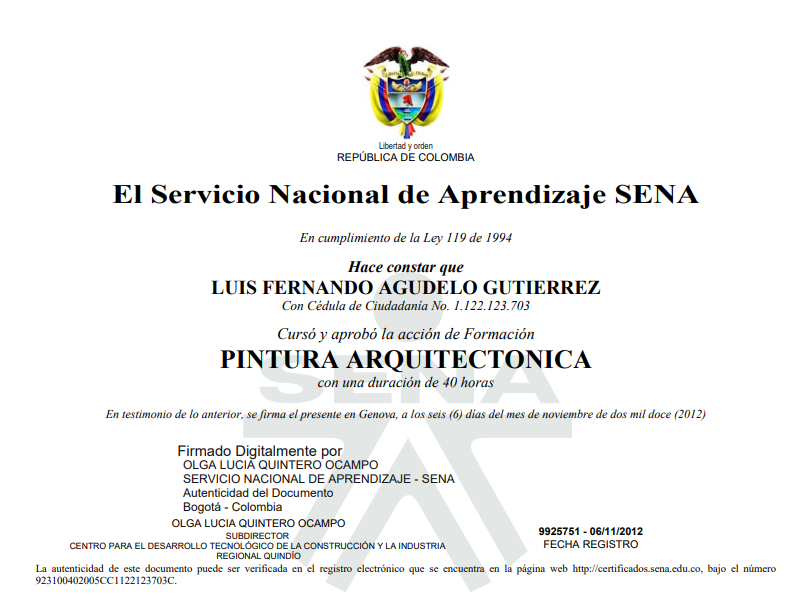 Libertad y orden
REPÚBLICA DE COLOMBIA
El Servicio Nacional de Aprendizaje SENA
En cumplimiento de la Ley 119 de 1994
Hace constar que
LUIS FERNANDO AGUDELO GUTIERREZ
Con Cédula de Ciudadanía No. 1.122.123.703
Cursó y aprobó la acción de Formación
PINTURA ARQUITECTONICA
con una duración de 40 horas
SENA
En testimonio de lo anterior, se firma el presente en Genova, a los seis (6) días del mes de noviembre de dos mil doce (2012)
Firmado Digitalmente por
OLGA LUCIA QUINTERO OCAMPO
SERVICIO NACIONAL DE APRENDIZAJE - SENA
Autenticidad del Documento
Bogotá - Colombia
OLGA LUCIA QUINTERO OCAMPO
SUBDIRECTOR
CENTRO PARA EL DESARROLLO TECNOLÓGICO DE LA CONSTRUCCIÓN Y LA INDUSTRIA
REGIONAL QUINDÍO
9925751 - 06/11/2012
FECHA REGISTRO
La autenticidad de este documento puede ser verificada en el registro electrónico que se encuentra en la página web http://certificados.sena.edu.co, bajo el número
923100402005CC1122123703C.